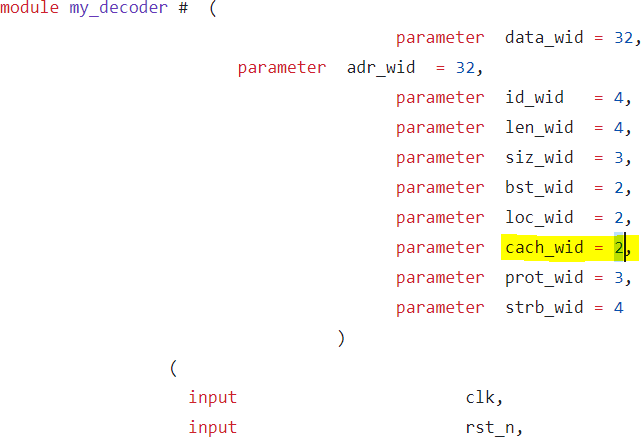 module my_decoder # (
parameter data_wid = 32,
parameter adr_wid = 32,
parameter id_wid = 4,
parameter len_wid = 4,
parameter siz_wid = 3,
parameter bst_wid = 2,
parameter loc_wid = 2,
parameter cach_wid = 2,
parameter prot_wid = 3,
parameter strb_wid = 4
)
(
input clk,
input rst_n,